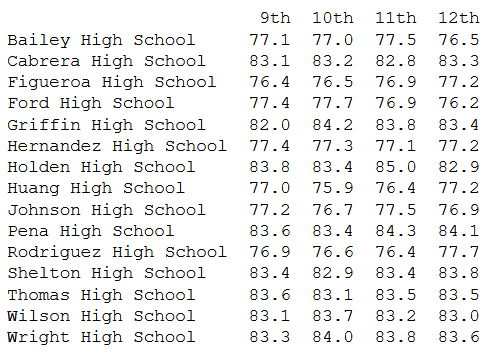 9th 10th 11th 12th
Bailey High School 77.1 77.0 77.5 76.5
Cabrera High School 83.1 83.2 82.8 83.3
Figueroa High School 76.4 76.5 76.9 77.2
Ford High School 77.4 77.7 76.9 76.2
Griffin High School 82.0 84.2 83.8 83.4
Hernandez High School 77.4 77.3 77.1 77.2
Holden High School 83.8 83.4 85.0 82.9
Huang High School 77.0 75.9 76.4 77.2
Johnson High School 77.2 76.7 77.5 76.9
Pena High School 83.6 83.4 84.3 84.1
Rodriguez High School 76.9 76.6 76.4 77.7
Shelton High School 83.4 82.9 83.4 83.8
Thomas High School 83.6 83.1 83.5 83.5
Wilson High School 83.1 83.7 83.2 83.0
Wright High School 83.3 84.0 83.8 83.6